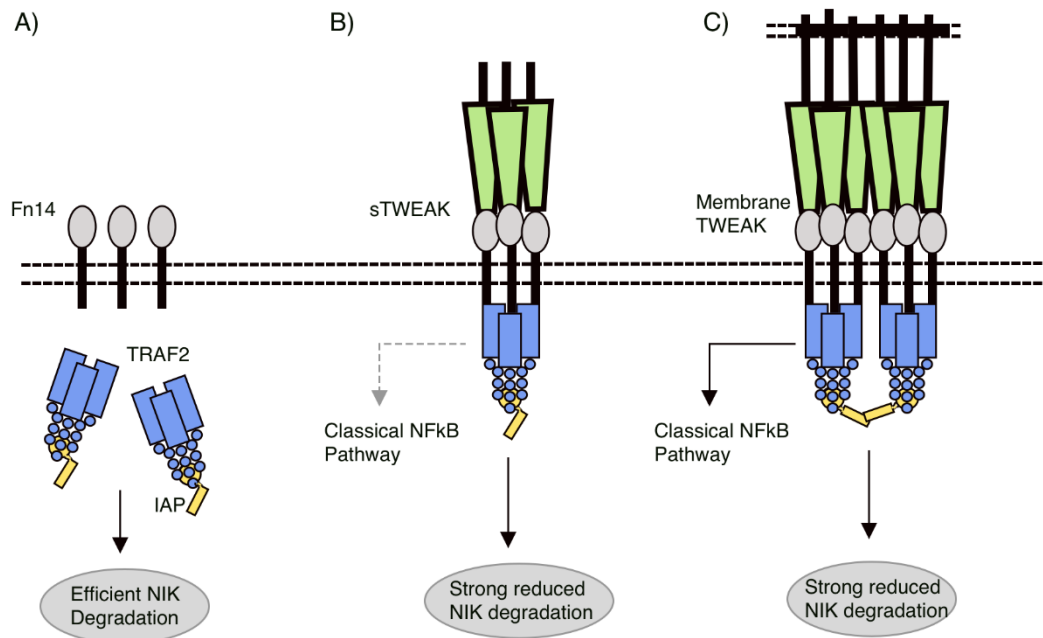 A)
Fn14
TRAF2
IAP
Efficient NIK
Degradation
B)
sTWEAK
Classical NFkB
Pathway
Strong reduced
NIK degradation
C)
Membrane
TWEAK
Classical NFkB
Pathway
Strong reduced
NIK degradation